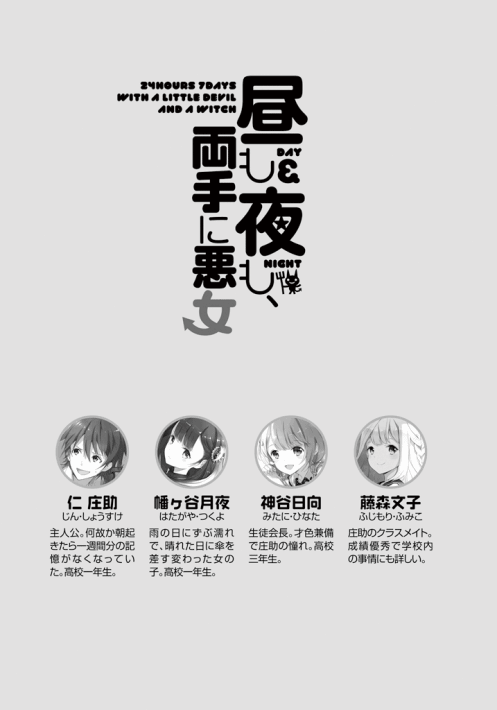 24HOURS 7DAYS
WITH A LITTLE DEVIL
AND A WITCH
昼も
DAY
&
夜も、
NIGHT
両手に悪女
仁 庄助
じん・しょうすけ
主人公。何故か朝起
きたら一週間分の記
憶がなくなってい
た。高校一年生。
幡ヶ谷月夜
はたがや・つくよ
雨の日にずぶ濡れ
で、晴れた日に傘を
差す変わった女の
子。高校一年生。
神谷日向
みたに・ひなた
生徒会長。才色兼備
で庄助の憧れ。高校
三年生。
藤森文子
ふじもり・ふみこ
庄助のクラスメイト。
成績優秀で学校内
の事情にも詳しい。